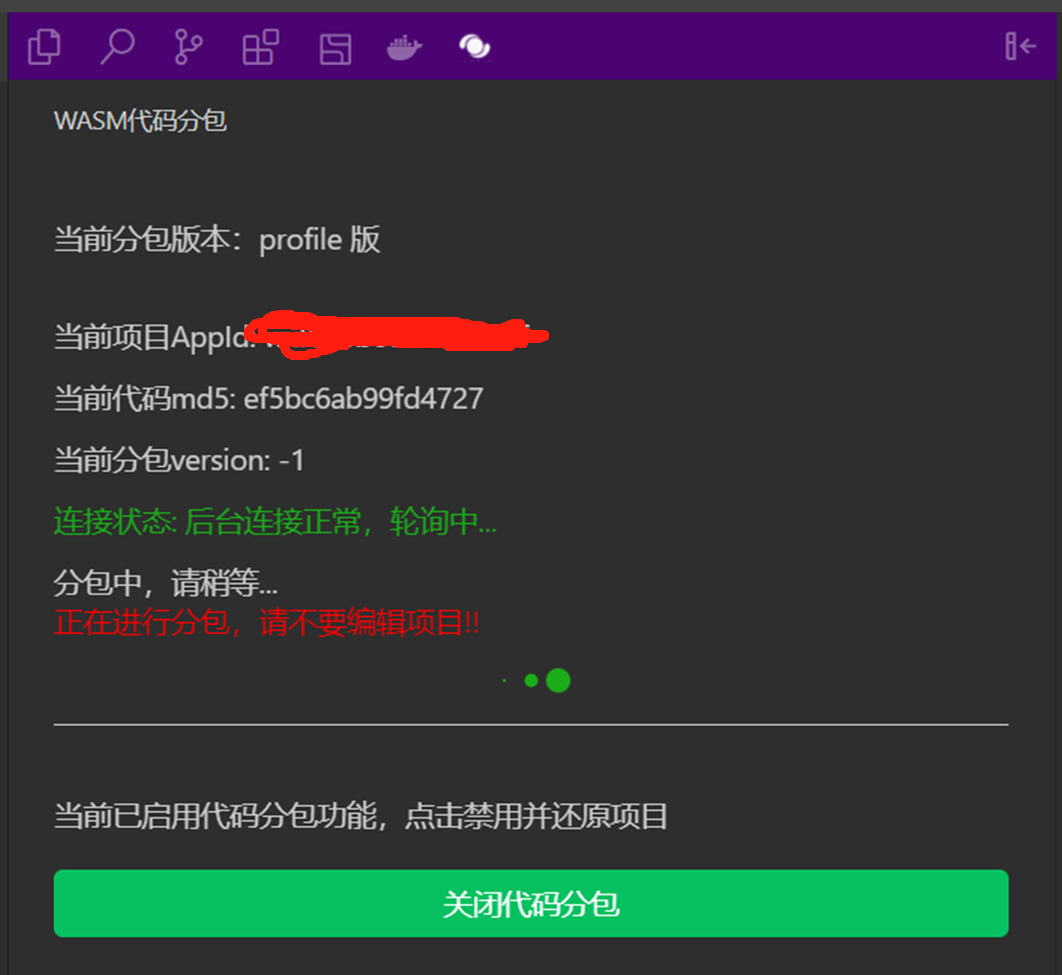 WASM代码分包
当前分包版本：profile 版
当前项目AppId:
当前代码md5: ef5bc6ab99fd4727
当前分包version: -1
连接状态: 后台连接正常，轮询中...
分包中，请稍等...
正在进行分包，请不要编辑项目!!
当前已启用代码分包功能，点击禁用并还原项目
关闭代码分包